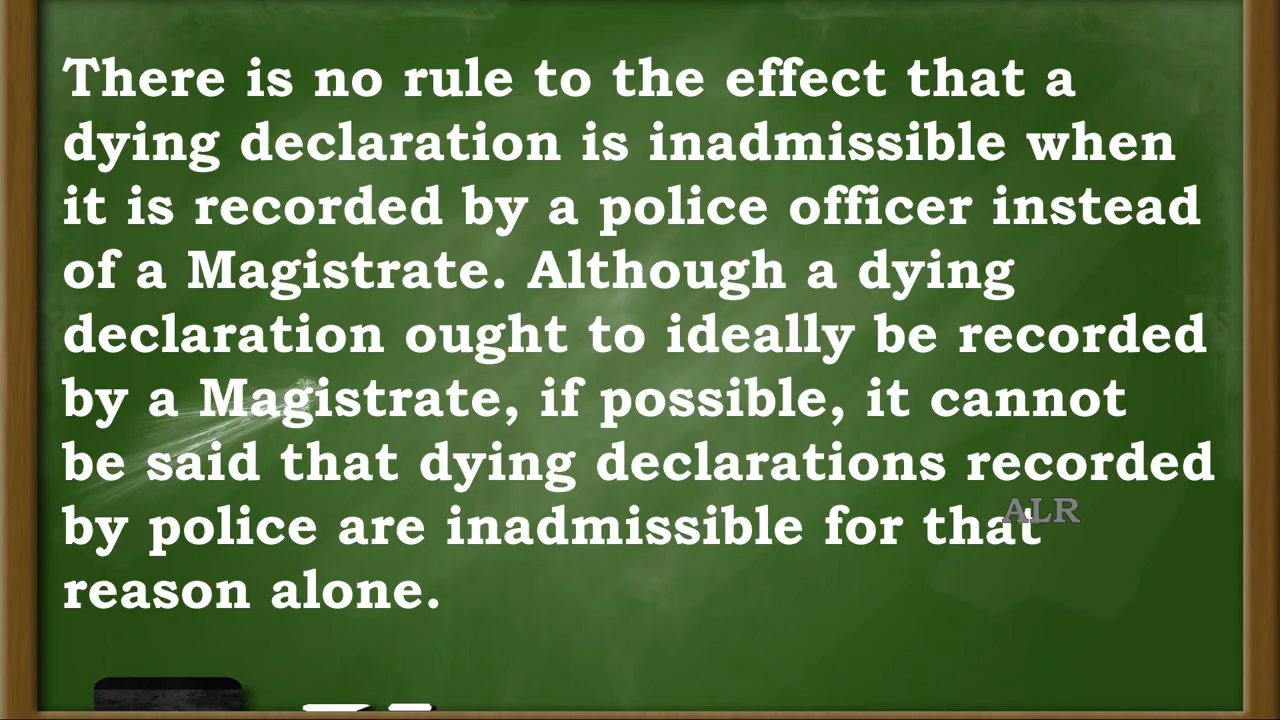 There is no rule to the effect that a
dying declaration is inadmissible when
it is recorded by a police officer instead
of a Magistrate. Although a dying
declaration ought to ideally be recorded
by a Magistrate, if possible, it cannot
be said that dying declarations recorded
by police are inadmissible for that
ALR
reason alone.